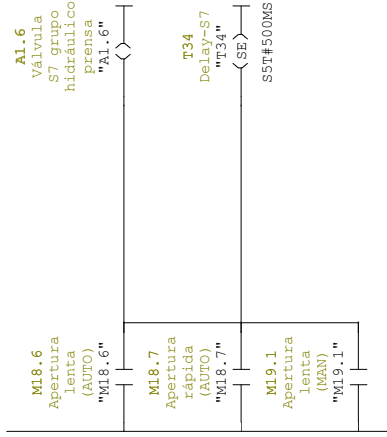 A1.6
Válvula
S7 grupo
hidráulico
prensa
"A1.6"
T34
Delay-S7
"T34"
SE
S5T#500MS
M18.6
Apertura
lenta
(AUTO)
"M18.6"
M18.7
Apertura
rápida
(AUTO)
"M18.7"
M19.1
Apertura
lenta
(MAN)
"M19.1"